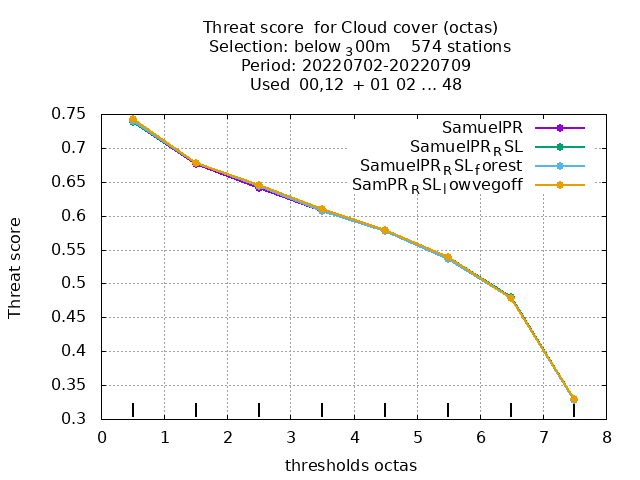 Threat score  for Cloud cover (octas)
Selection: below ₃00m    574 stations
Period: 20220702-20220709
Used  00,12  + 01 02 ... 48
SamuelPR
SamuelPR_RSL
SamuelPR_RSL_forest
SamPR_RSL_lowvegoff
Threat score
0.75
0.7
0.65
0.6
0.55
0.5
0.45
0.4
0.35
0.3
0 1 2 3 4 5 6 7 8
thresholds octas